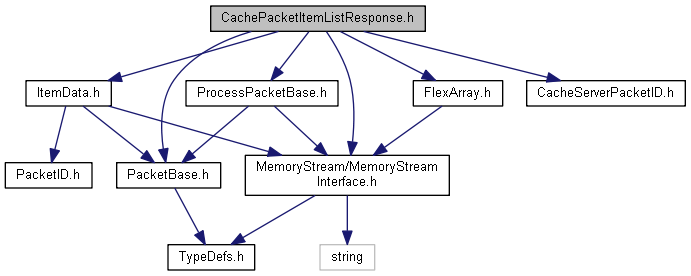 CachePacketItemListResponse.h
ItemData.h
ProcessPacketBase.h
FlexArray.h
CacheServerPacketID.h
PacketID.h
PacketBase.h
MemoryStream/MemoryStream
Interface.h
TypeDefs.h
string